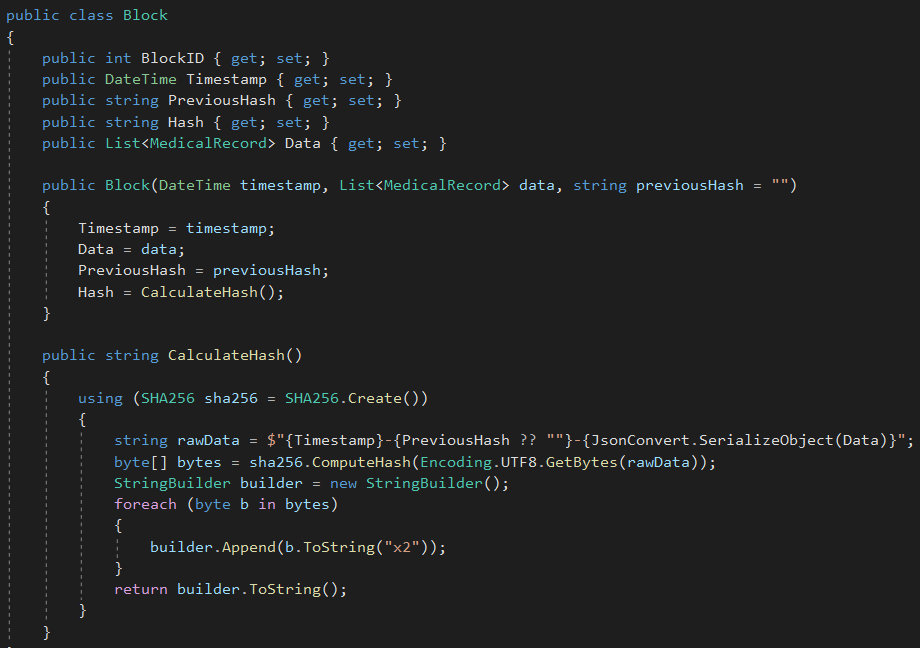 public class Block
{
public int BlockID { get; set; }
public DateTime Timestamp { get; set; }
public string PreviousHash { get; set; }
public string Hash { get; set; }
public List<MedicalRecord> Data { get; set; }
public Block(DateTime timestamp, List<MedicalRecord> data, string previousHash = "")
{
Timestamp = timestamp;
Data = data;
PreviousHash = previousHash;
Hash = CalculateHash();
}
public string CalculateHash()
{
using (SHA256 sha256 = SHA256.Create())
{
string rawData = $"{Timestamp}-{PreviousHash ?? ""}-{JsonConvert.SerializeObject(Data)}";
byte[] bytes = sha256.ComputeHash(Encoding.UTF8.GetBytes(rawData));
StringBuilder builder = new StringBuilder();
foreach (byte b in bytes)
{
builder.Append(b.ToString("x2"));
}
return builder.ToString();
}
}